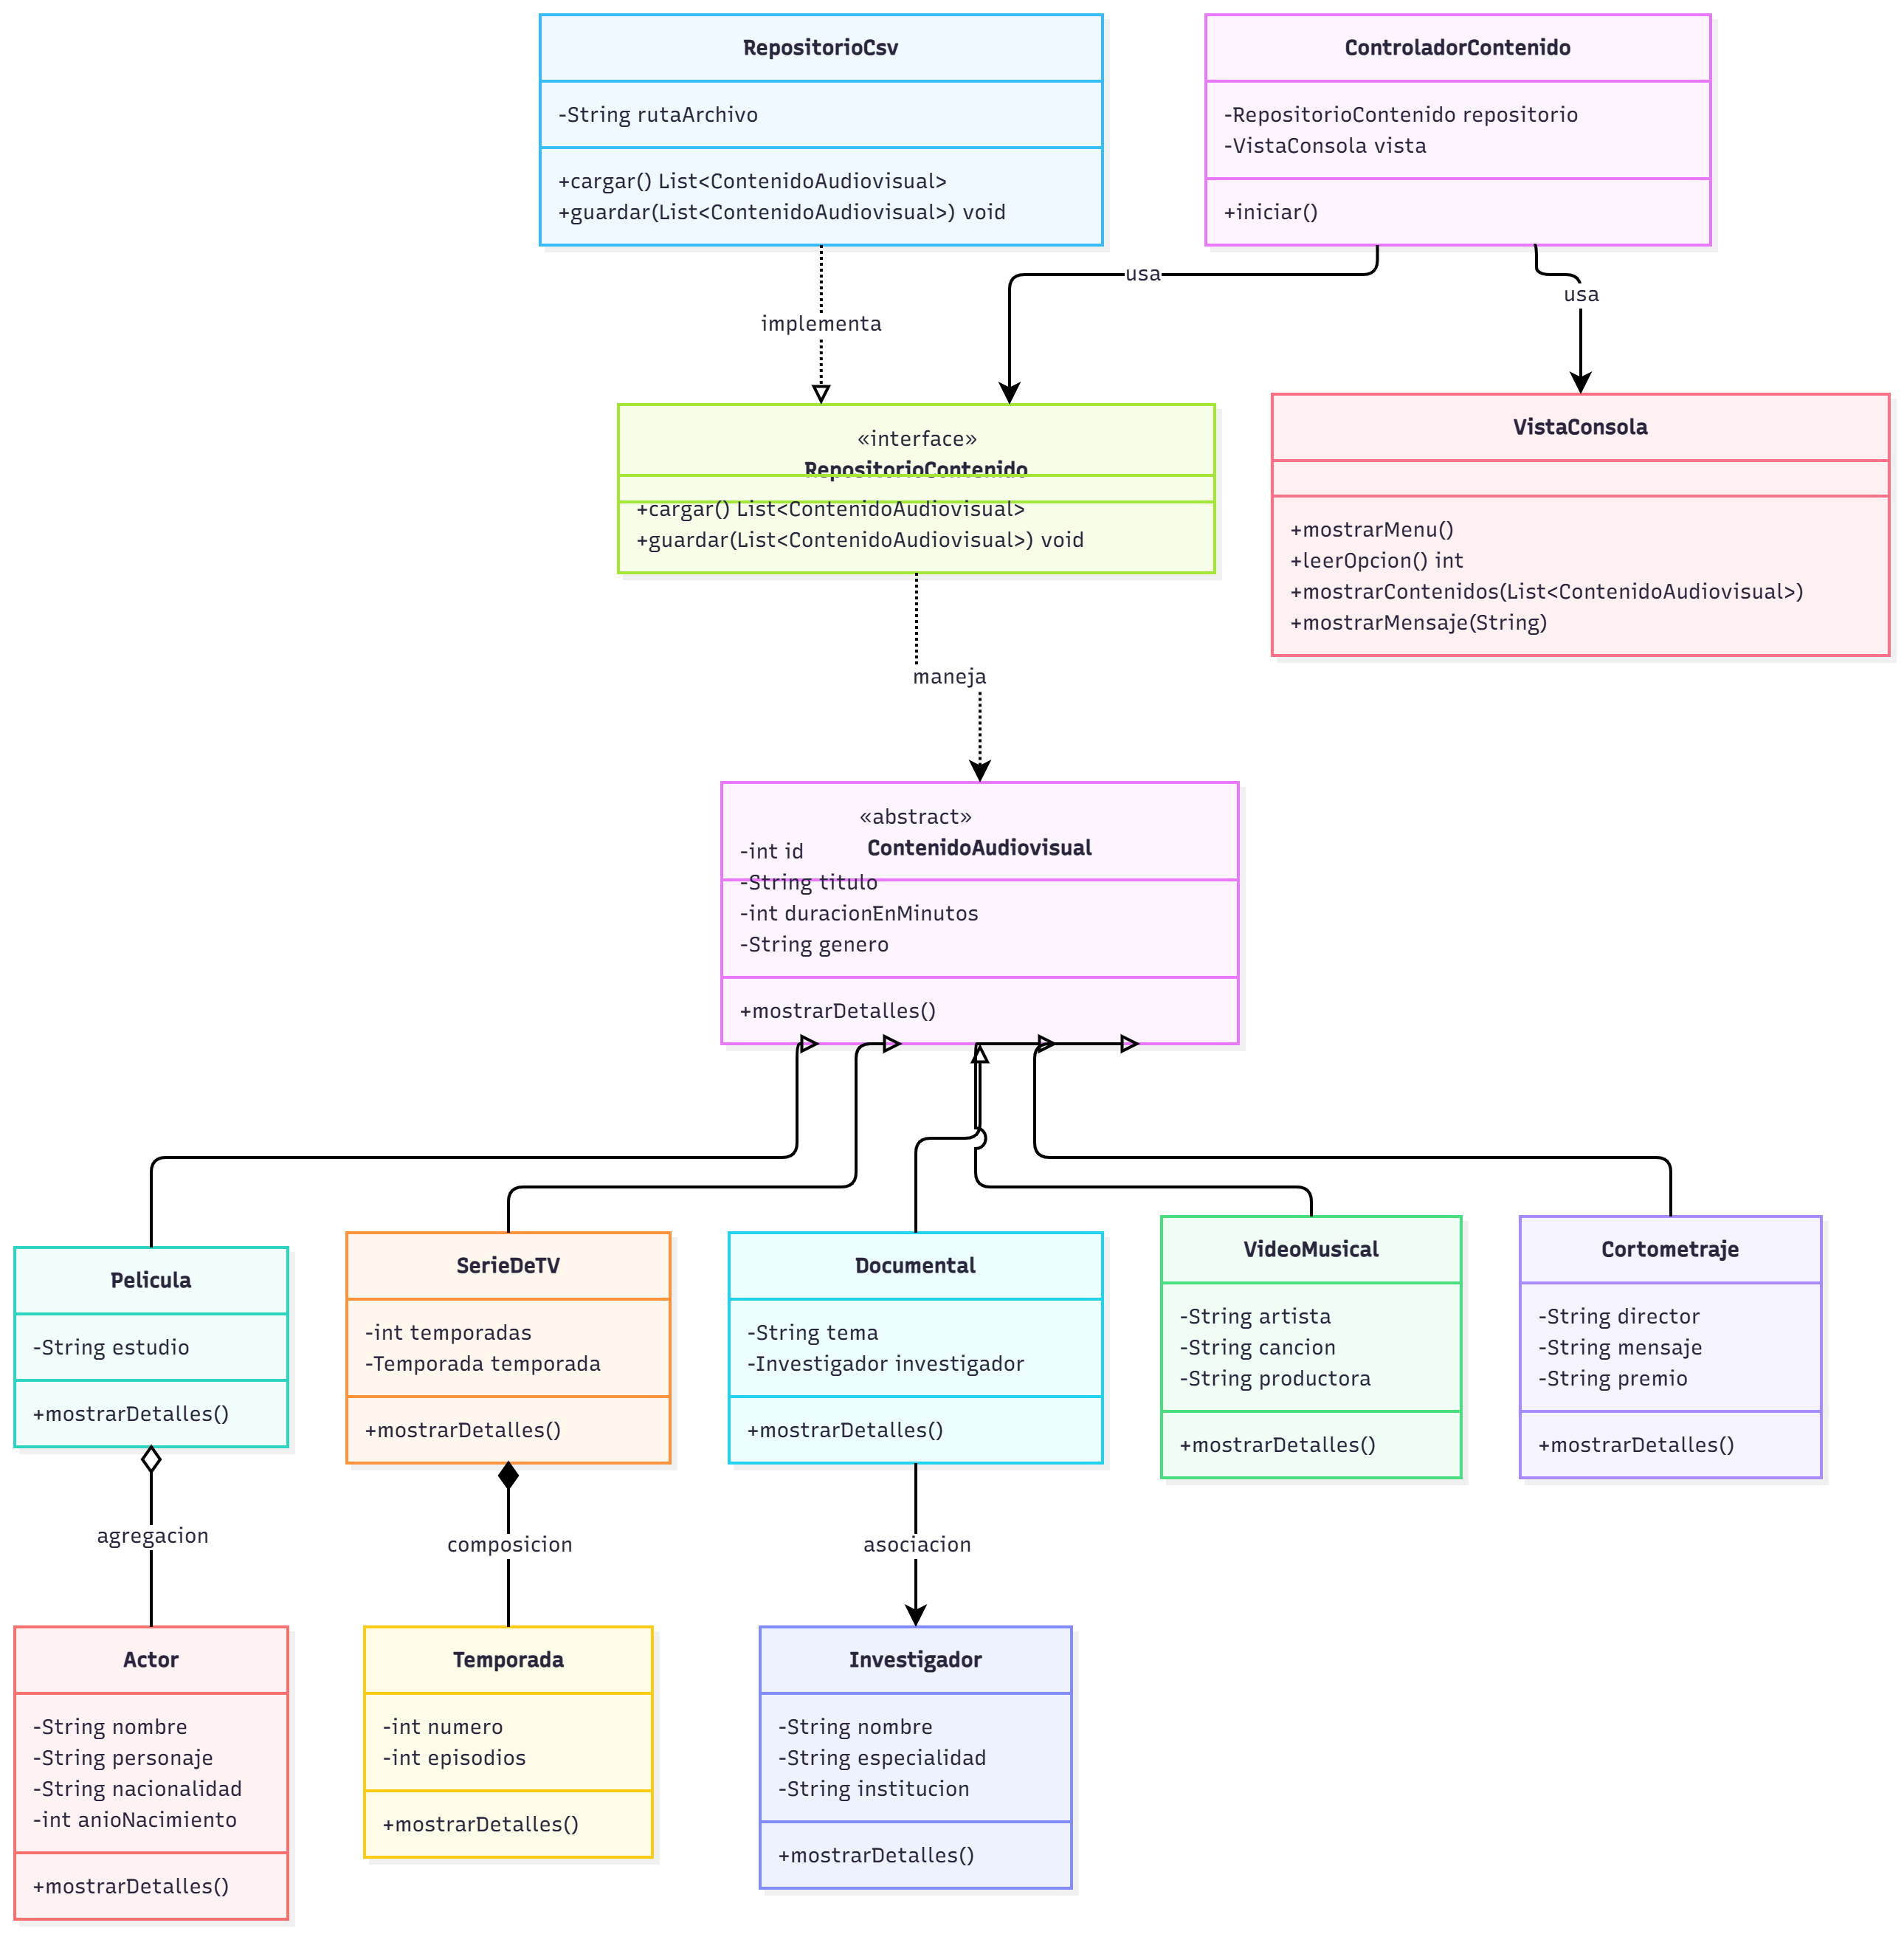 RepositorioCsv
-String rutaArchivo
+cargar() List<ContenidoAudiovisual>
+guardar(List<ContenidoAudiovisual>) void
ControladorContenido
-RepositorioContenido repositorio
-VistaConsola vista
+iniciar()
usa
usa
implementa
«interface»
RepositorioContenido
+cargar() List<ContenidoAudiovisual>
+guardar(List<ContenidoAudiovisual>) void
VistaConsola
+mostrarMenu()
+leerOpcion() int
+mostrarContenidos(List<ContenidoAudiovisual>)
+mostrarMensaje(String)
maneja
«abstract»
ContenidoAudiovisual
-int id
-String titulo
-int duracionEnMinutos
-String genero
+mostrarDetalles()
Pelicula
-String estudio
+mostrarDetalles()
SerieDeTV
-int temporadas
-Temporada temporada
+mostrarDetalles()
Documental
-String tema
-Investigador investigador
+mostrarDetalles()
VideoMusical
-String artista
-String cancion
-String productora
+mostrarDetalles()
Cortometraje
-String director
-String mensaje
-String premio
+mostrarDetalles()
agregacion
composicion
asociacion
Actor
-String nombre
-String personaje
-String nacionalidad
-int anioNacimiento
+mostrarDetalles()
Temporada
-int numero
-int episodios
+mostrarDetalles()
Investigador
-String nombre
-String especialidad
-String institucion
+mostrarDetalles()